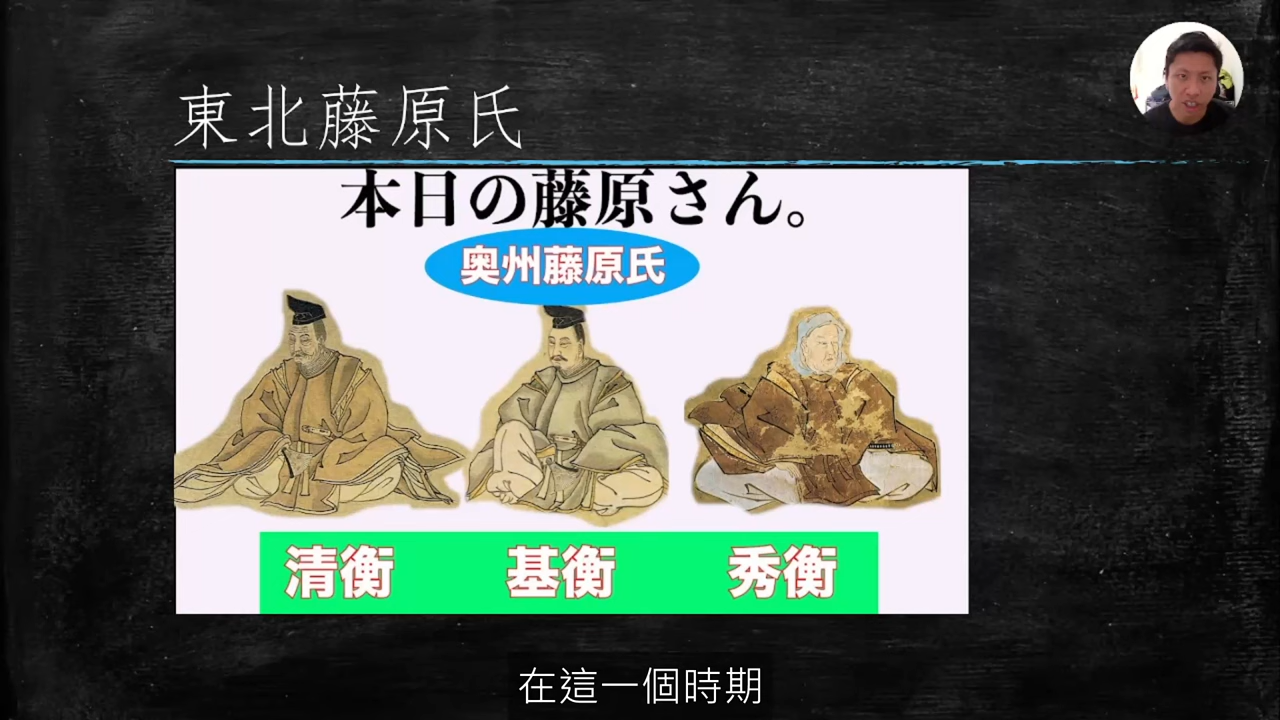 東北藤原氏
本日の藤原さん。
奥州藤原氏
清衡 基衡 秀衡
在這一個時期